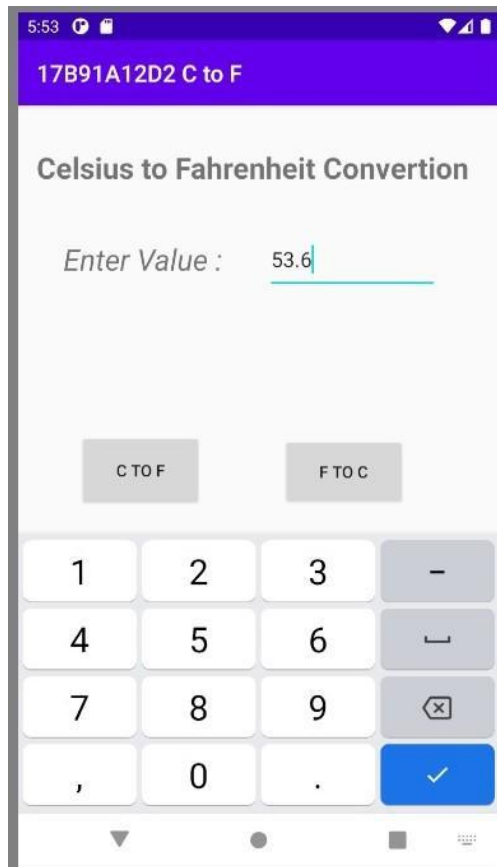 5:53
17B91A12D2 C to F
Celsius to Fahrenheit Convertion
Enter Value : 53.6
C TO F F TO C
1 2 3 -
4 5 6
7 8 9
, 0 .